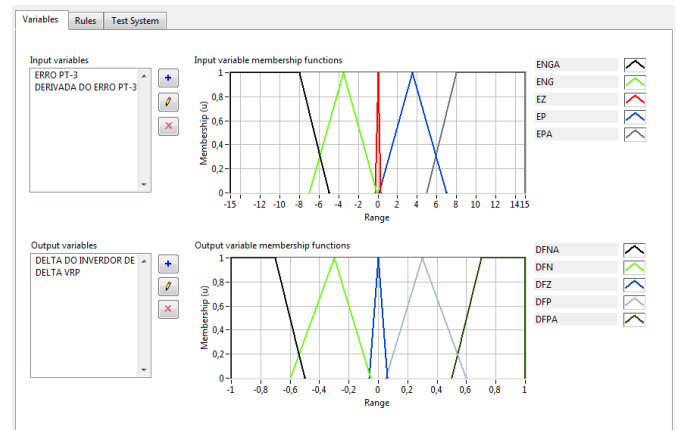 Variables Rules Test System
Input variables
ERRO PT-3
DERIVADA DO ERRO PT-3
Input variable membership functions
Membership (u)
1
0,8
0,6
0,4
0,2
0
-15 -12 -10 -8 -6 -4 -2 0 2 4 6 8 10 12 1415
Range
ENGA
ENG
EZ
EP
EPA
Output variables
DELTA DO INVERDOR DE
DELTA VRP
Output variable membership functions
Membership (u)
1
0,8
0,6
0,4
0,2
0
-1 -0,8 -0,6 -0,4 -0,2 0 0,2 0,4 0,6 0,8 1
Range
DFNA
DFN
DFZ
DFP
DFPA